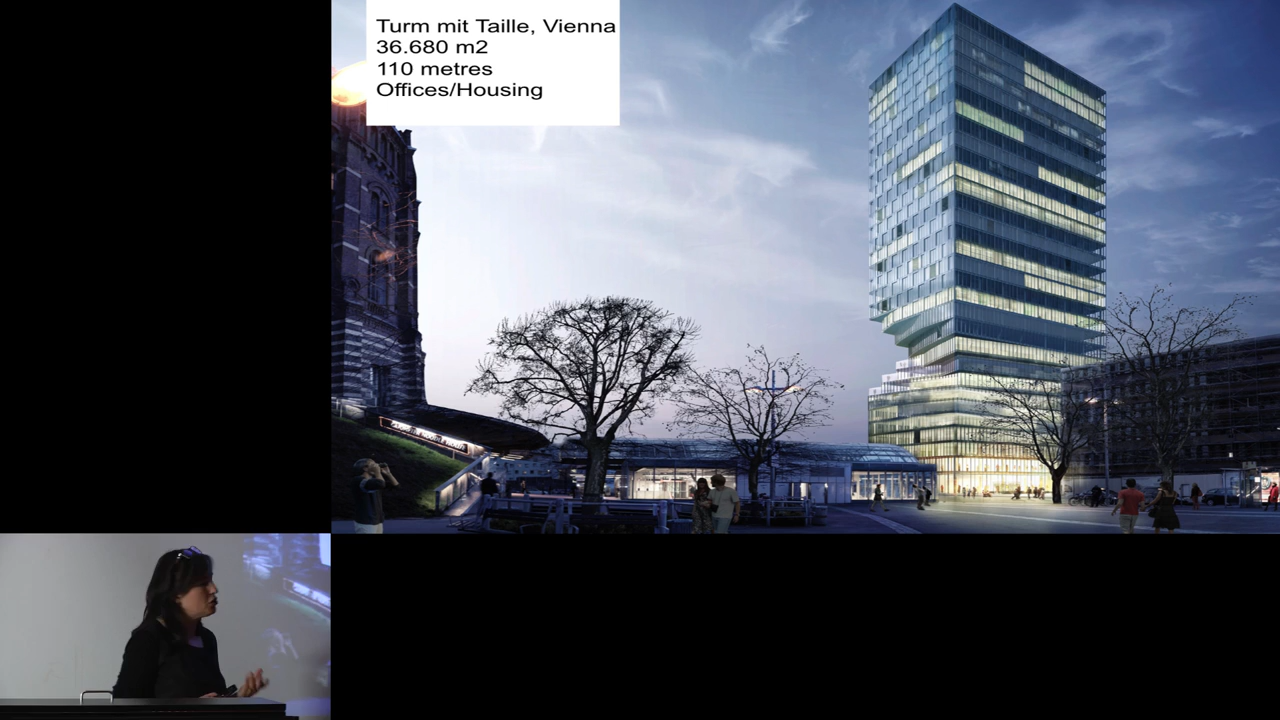 Turm mit Taille, Vienna
36.680 m2
110 metres
Offices/Housing